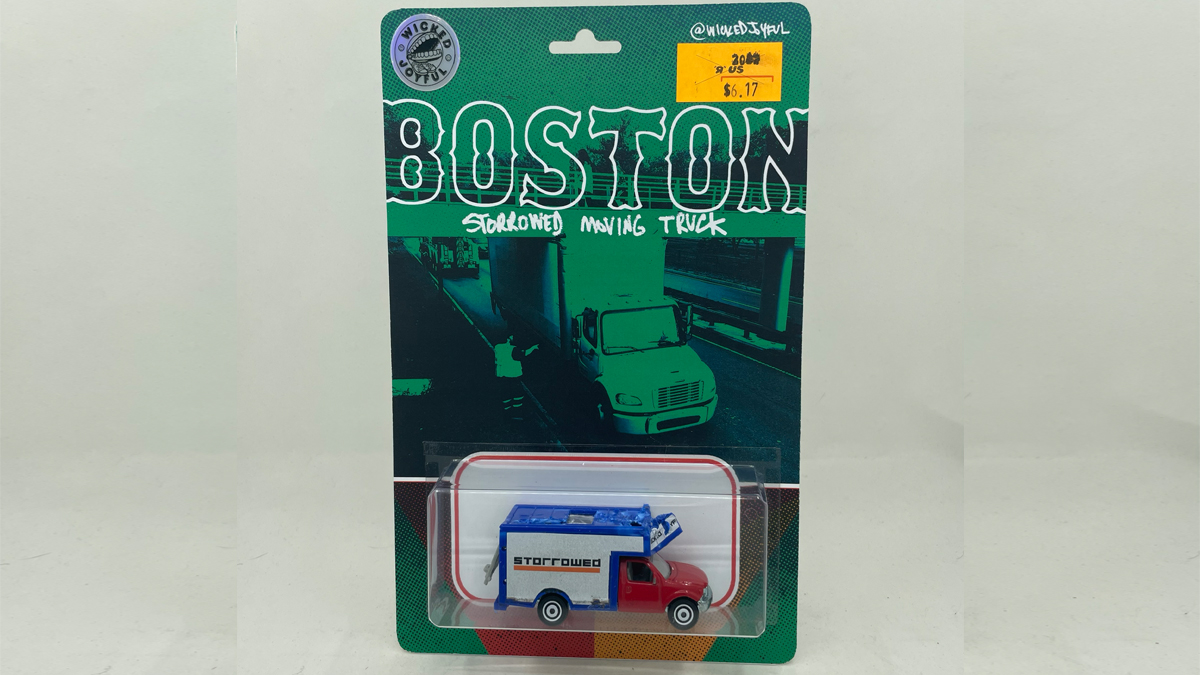 WICKED
JOYFUL
@WICKEDJOYFUL
"R" US
$6.17
BOSTON
STORROWED MOVING TRUCK
STORROWED